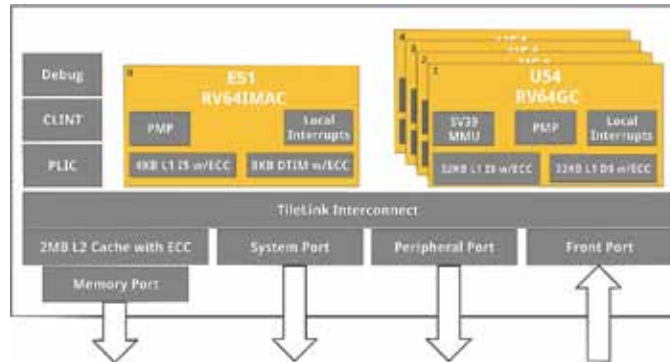 Debug
CLINT
PLIC
0
E51
RV64IMAC
PMP
Local
Interrupts
4KB L1 I$ w/ECC
8KB DTIM w/ECC
4
3
2
1
U54
RV64GC
SV39
MMU
PMP
Local
Interrupts
32KB L1 I$ w/ECC
32KB L1 D$ w/ECC
TileLink Interconnect
2MB L2 Cache with ECC
System Port
Peripheral Port
Front Port
Memory Port